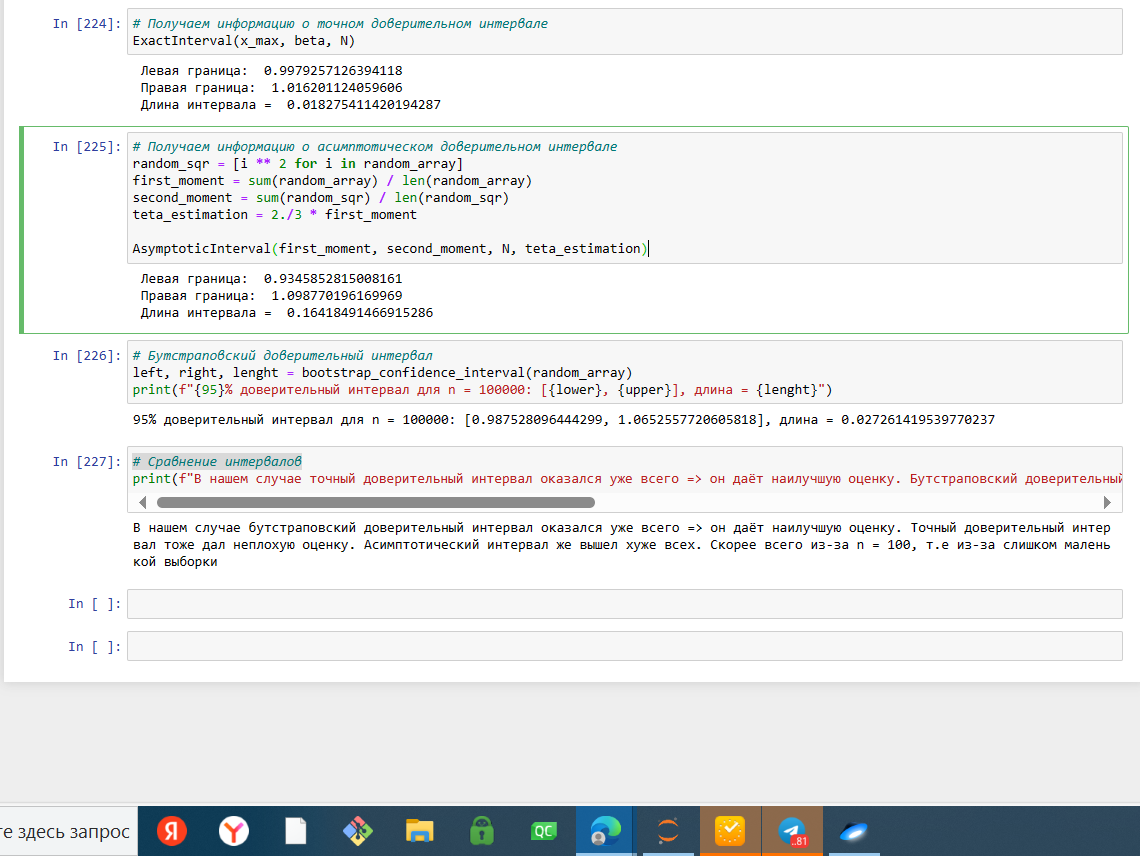 In [224]: # Получаем информацию о точном доверительном интервале
ExactInterval(x_max, beta, N)
Левая граница:  0.9979257126394118
Правая граница:  1.016201124059606
Длина интервала =  0.018275411420194287
In [225]: # Получаем информацию о асимптотическом доверительном интервале
random_sqr = [i ** 2 for i in random_array]
first_moment = sum(random_array) / len(random_array)
second_moment = sum(random_sqr) / len(random_sqr)
teta_estimation = 2./3 * first_moment
AsymptoticInterval(first_moment, second_moment, N, teta_estimation)
Левая граница:  0.9345852815008161
Правая граница:  1.098770196169969
Длина интервала =  0.16418491466915286
In [226]: # Бутстраповский доверительный интервал
left, right, lenght = bootstrap_confidence_interval(random_array)
print(f"{95}% доверительный интервал для n = 100000: [{lower}, {upper}], длина = {lenght}")
95% доверительный интервал для n = 100000: [0.987528096444299, 1.0652557720605818], длина = 0.027261419539770237
In [227]: # Сравнение интервалов
print(f"В нашем случае точный доверительный интервал оказался уже всего => он даёт наилучшую оценку. Бутстраповский доверительный
В нашем случае бутстраповский доверительный интервал оказался уже всего => он даёт наилучшую оценку. Точный доверительный интер
вал тоже дал неплохую оценку. Асимптотический интервал же вышел хуже всех. Скорее всего из-за n = 100, т.е из-за слишком малень
кой выборки
In [ ]:
In [ ]:
те здесь запрос
Я
Y
QC
..81